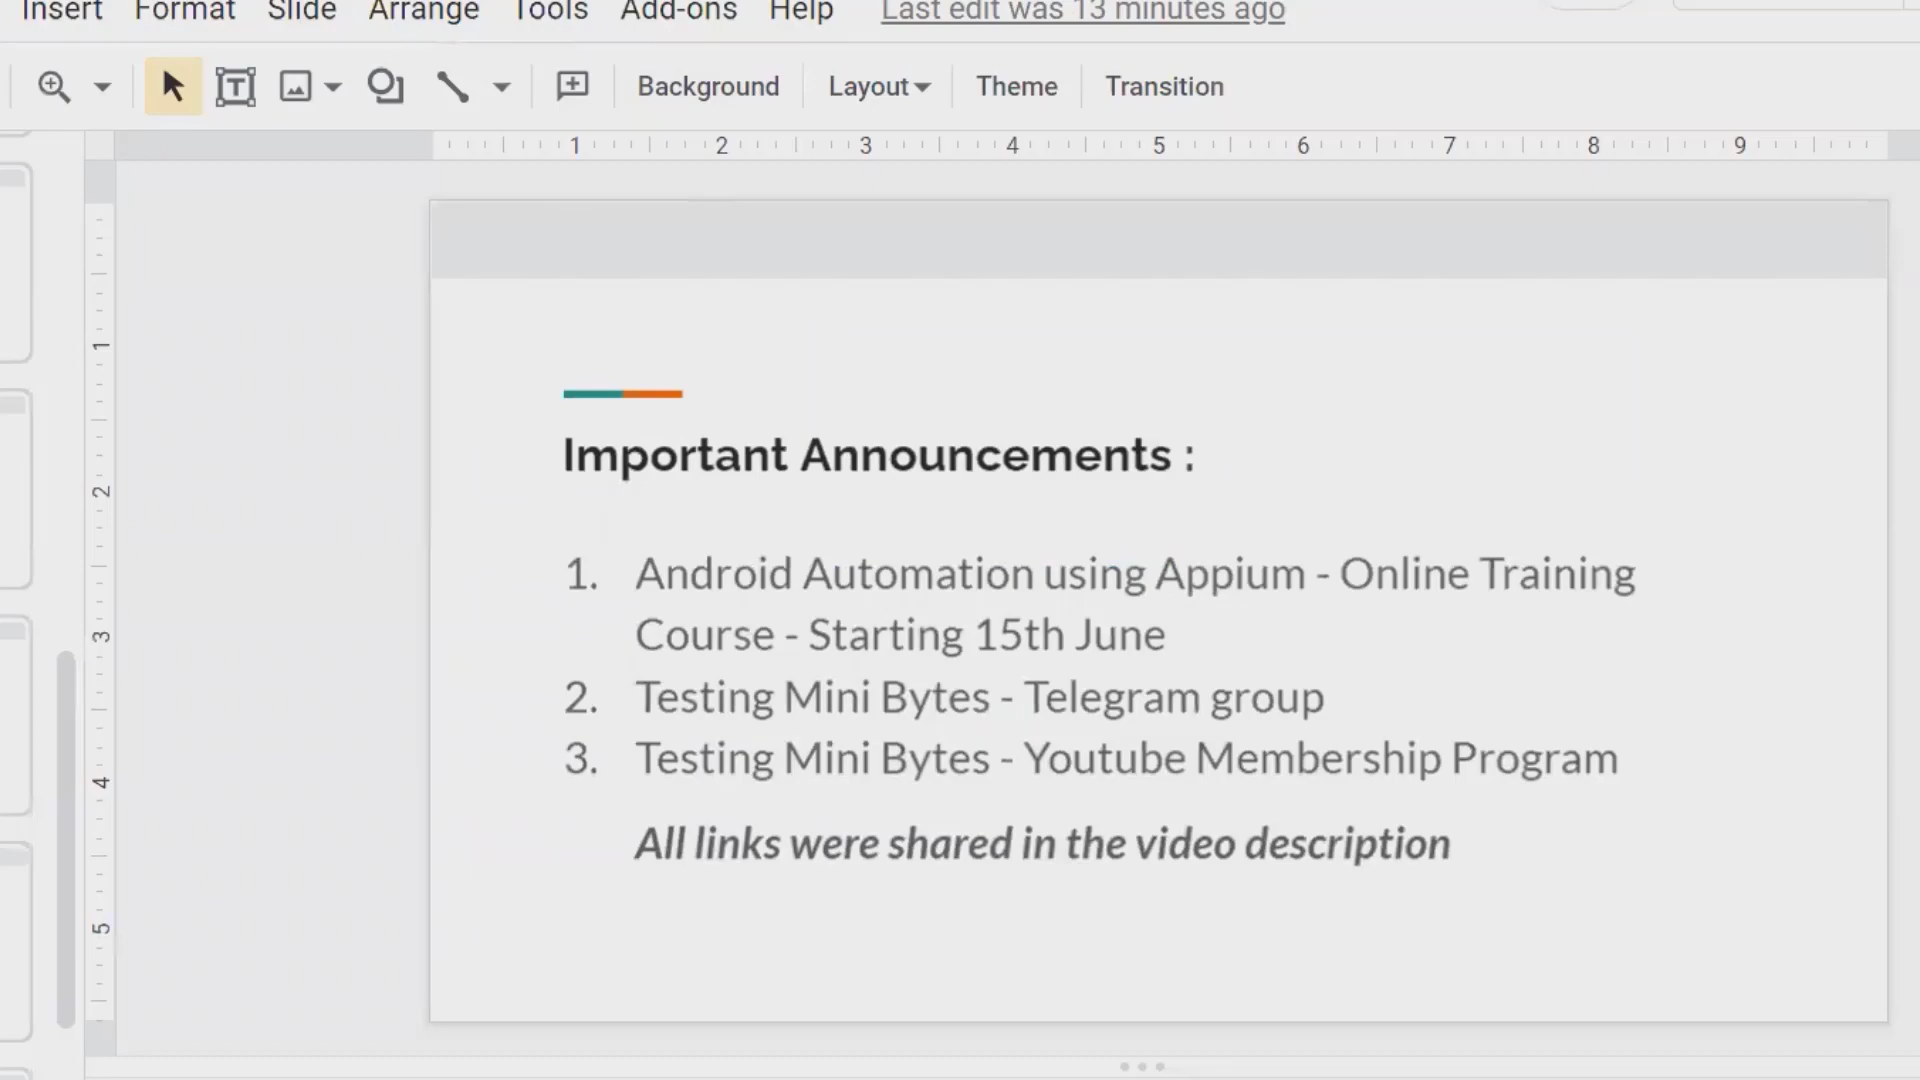 Insert Format Slide Arrange Tools Add-ons Help Last edit was 13 minutes ago
Background Layout Theme Transition
1 2 3 4 5 6 7 8 9
1
2
3
4
5
Important Announcements :
1. Android Automation using Appium - Online Training
Course - Starting 15th June
2. Testing Mini Bytes - Telegram group
3. Testing Mini Bytes - Youtube Membership Program
All links were shared in the video description